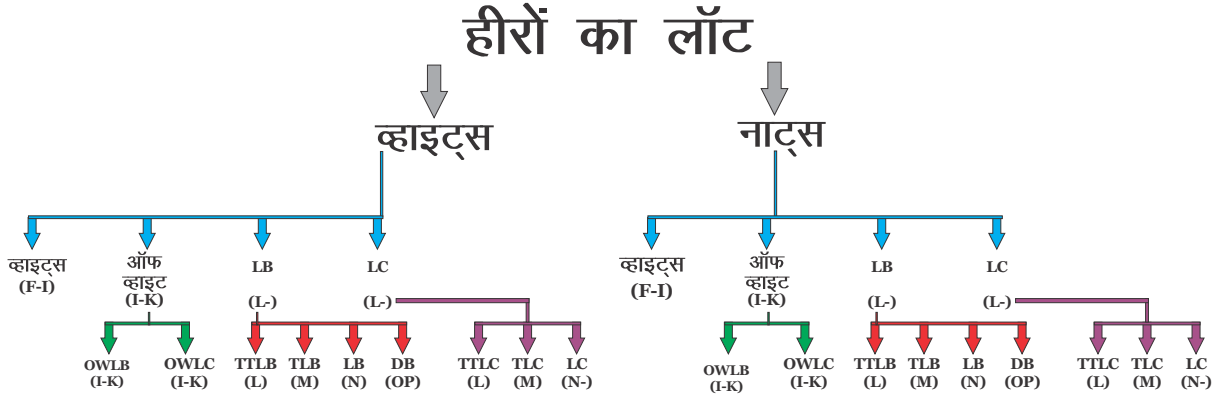 हीरों का लॉट
व्हाइट्स
नाट्स
व्हाइट्स
(F-I)
ऑफ
व्हाइट
(I-K)
LB
(L-)
LC
(L-)
OWLB
(I-K)
OWLC
(I-K)
TTLB
(L)
TLB
(M)
LB
(N)
DB
(OP)
TTLC
(L)
TLC
(M)
LC
(N-)
व्हाइट्स
(F-I)
ऑफ
व्हाइट
(I-K)
LB
(L-)
LC
(L-)
OWLB
(I-K)
OWLC
(I-K)
TTLB
(L)
TLB
(M)
LB
(N)
DB
(OP)
TTLC
(L)
TLC
(M)
LC
(N-)